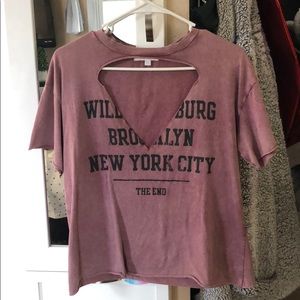 WILL BURG
BROOKLYN
NEW YORK CITY
THE END